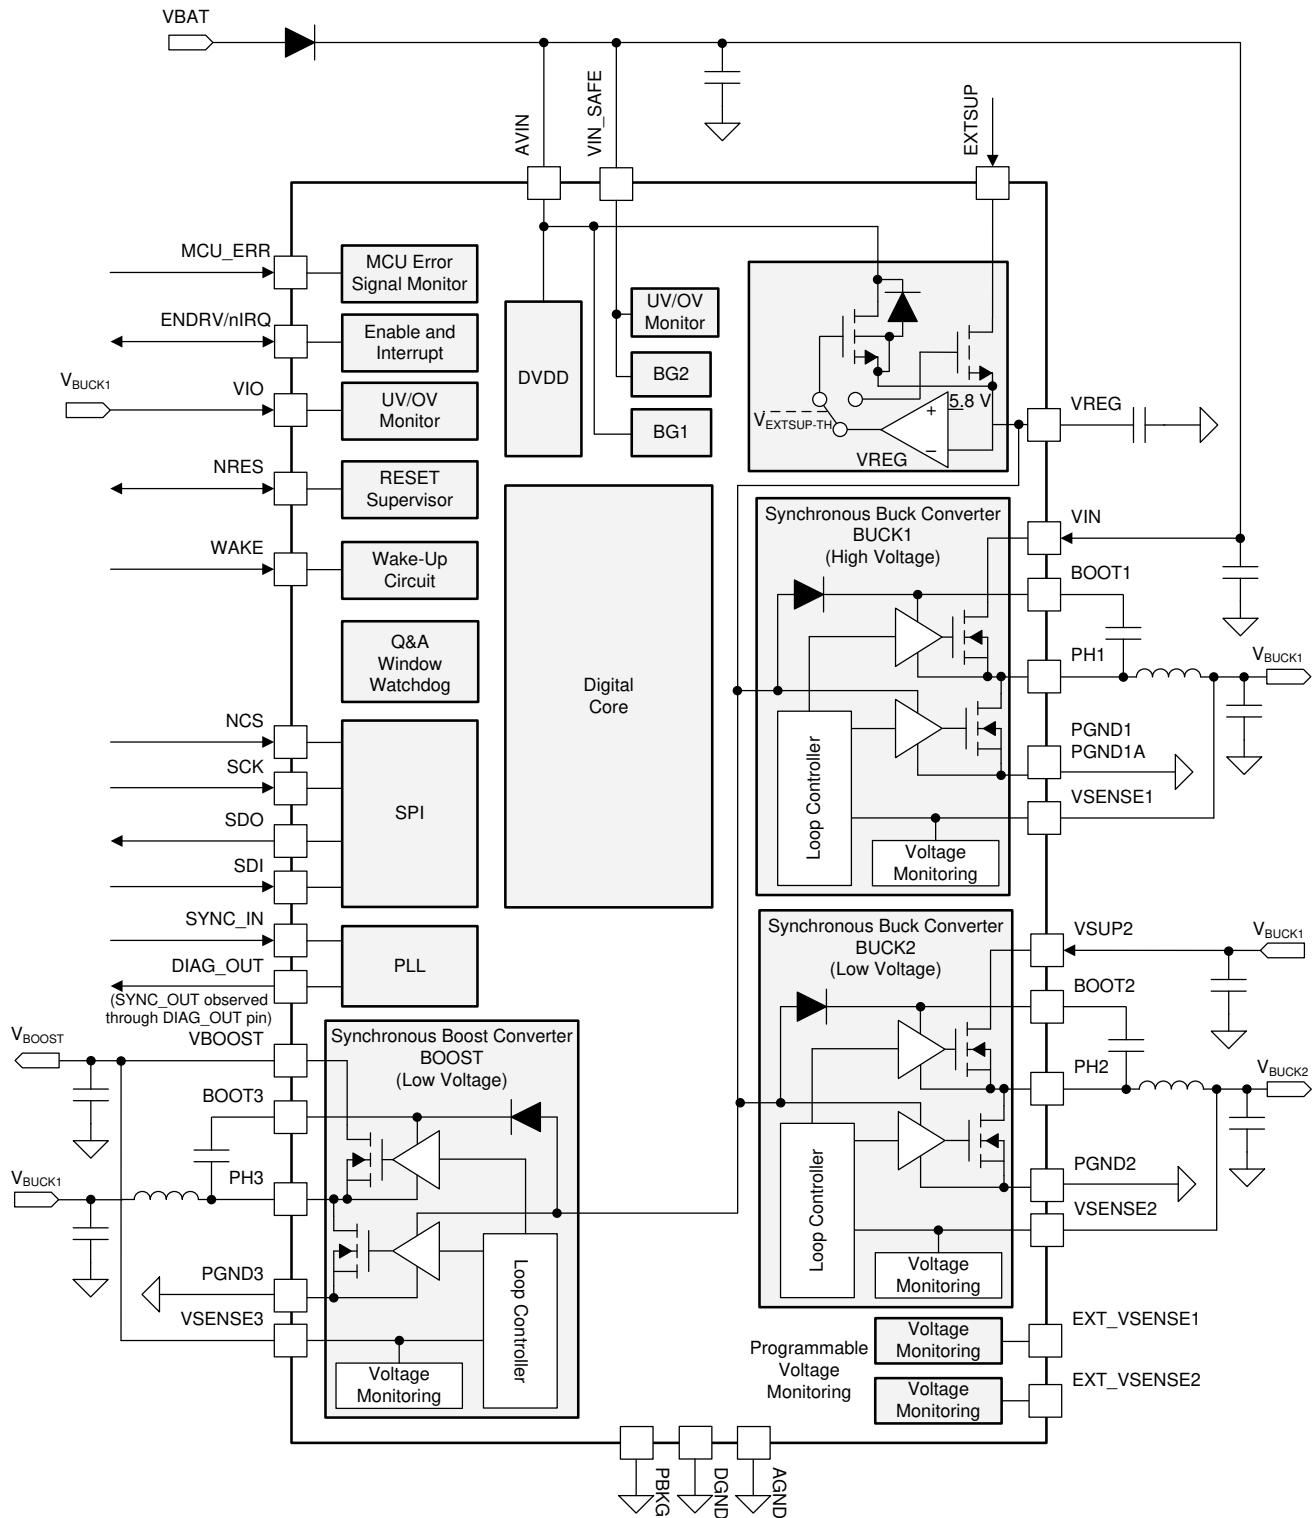 VBAT
AVIN
VIN_SAFE
EXTSUP
MCU_ERR
MCU Error
Signal Monitor
ENDRV/nIRQ
Enable and
Interrupt
VBUCK1
VIO
UV/OV
Monitor
NRES
RESET
Supervisor
WAKE
Wake-Up
Circuit
Q&A
Window
Watchdog
NCS
SCK
SDO
SDI
SPI
SYNC_IN
DIAG_OUT
(SYNC_OUT observed
through DIAG_OUT pin)
PLL
DVDD
UV/OV
Monitor
BG2
BG1
Digital
Core
VEXTSUP-TH
+
5.8 V
−
VREG
VREG
Synchronous Buck Converter
BUCK1
(High Voltage)
VIN
BOOT1
PH1
VBUCK1
PGND1
PGND1A
VSENSE1
Loop Controller
Voltage
Monitoring
Synchronous Buck Converter
BUCK2
(Low Voltage)
VSUP2
VBUCK1
BOOT2
PH2
VBUCK2
PGND2
VSENSE2
Loop Controller
Voltage
Monitoring
VBOOST
VBOOST
Synchronous Boost Converter
BOOST
(Low Voltage)
BOOT3
VBUCK1
PH3
PGND3
VSENSE3
Loop Controller
Voltage
Monitoring
Programmable
Voltage
Monitoring
Voltage
Monitoring
EXT_VSENSE1
Voltage
Monitoring
EXT_VSENSE2
PBKG
DGND
AGND